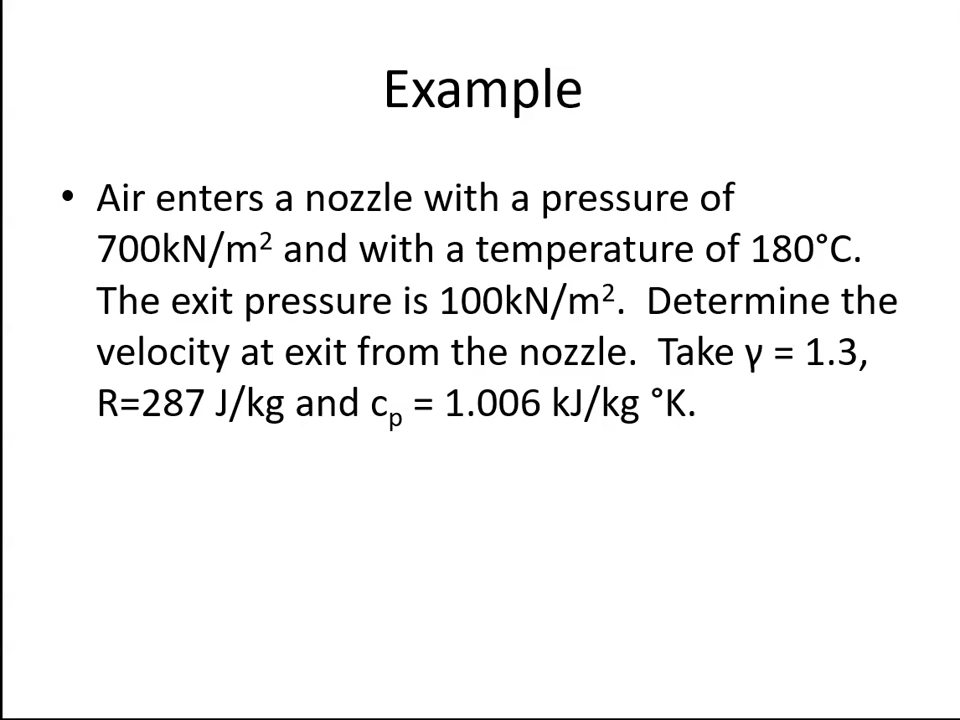 Example
• Air enters a nozzle with a pressure of
700kN/m² and with a temperature of 180°C.
The exit pressure is 100kN/m².  Determine the
velocity at exit from the nozzle.  Take γ = 1.3,
R=287 J/kg and cₚ = 1.006 kJ/kg °K.